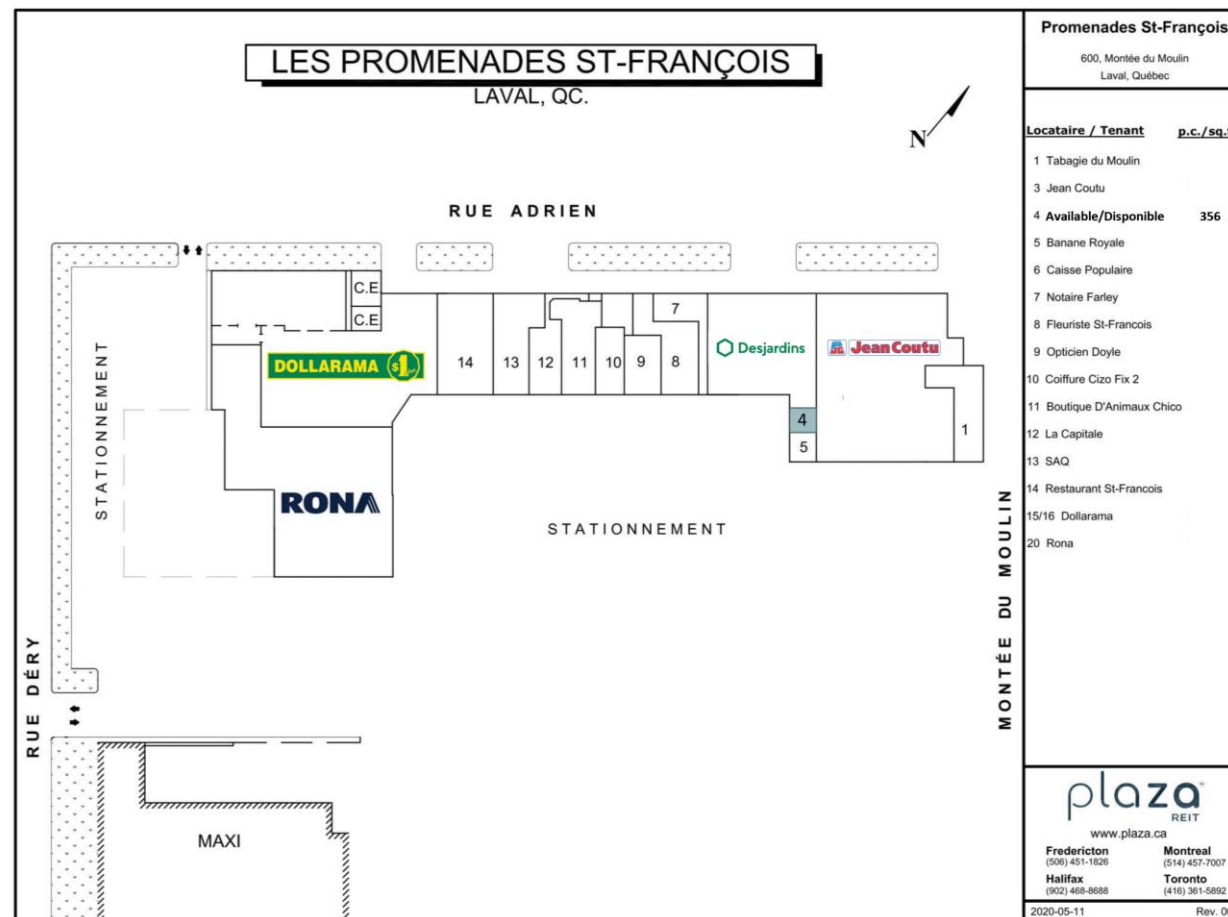 LES PROMENADES ST-FRANÇOIS
LAVAL, QC.
N
RUE ADRIEN
C.E
C.E
STATIONNEMENT
DOLLARAMA $1
14
13
12
11
10
9
8
7
Desjardins
Jean Coutu
4
5
1
RONA
STATIONNEMENT
MONTÉE DU MOULIN
RUE DÉRY
MAXI
Promenades St-François
600, Montée du Moulin
Laval, Québec
Locataire / Tenant p.c./sq.
1 Tabagie du Moulin
3 Jean Coutu
4 Available/Disponible 356
5 Banane Royale
6 Caisse Populaire
7 Notaire Farley
8 Fleuriste St-Francois
9 Opticien Doyle
10 Coiffure Cizo Fix 2
11 Boutique D'Animaux Chico
12 La Capitale
13 SAQ
14 Restaurant St-Francois
15/16 Dollarama
20 Rona
plaza
REIT
www.plaza.ca
Fredericton Montreal
(506) 451-1826 (514) 457-7007
Halifax Toronto
(902) 468-8688 (416) 361-5892
2020-05-11 Rev.